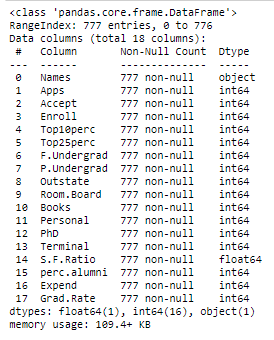 <class 'pandas.core.frame.DataFrame'>
RangeIndex: 777 entries, 0 to 776
Data columns (total 18 columns):
 #   Column       Non-Null Count  Dtype
---  ------       --------------  -----
 0   Names        777 non-null    object
 1   Apps         777 non-null    int64
 2   Accept       777 non-null    int64
 3   Enroll       777 non-null    int64
 4   Top10perc    777 non-null    int64
 5   Top25perc    777 non-null    int64
 6   F.Undergrad  777 non-null    int64
 7   P.Undergrad  777 non-null    int64
 8   Outstate     777 non-null    int64
 9   Room.Board   777 non-null    int64
 10  Books        777 non-null    int64
 11  Personal     777 non-null    int64
 12  PhD          777 non-null    int64
 13  Terminal     777 non-null    int64
 14  S.F.Ratio    777 non-null    float64
 15  perc.alumni  777 non-null    int64
 16  Expend       777 non-null    int64
 17  Grad.Rate    777 non-null    int64
dtypes: float64(1), int64(16), object(1)
memory usage: 109.4+ KB